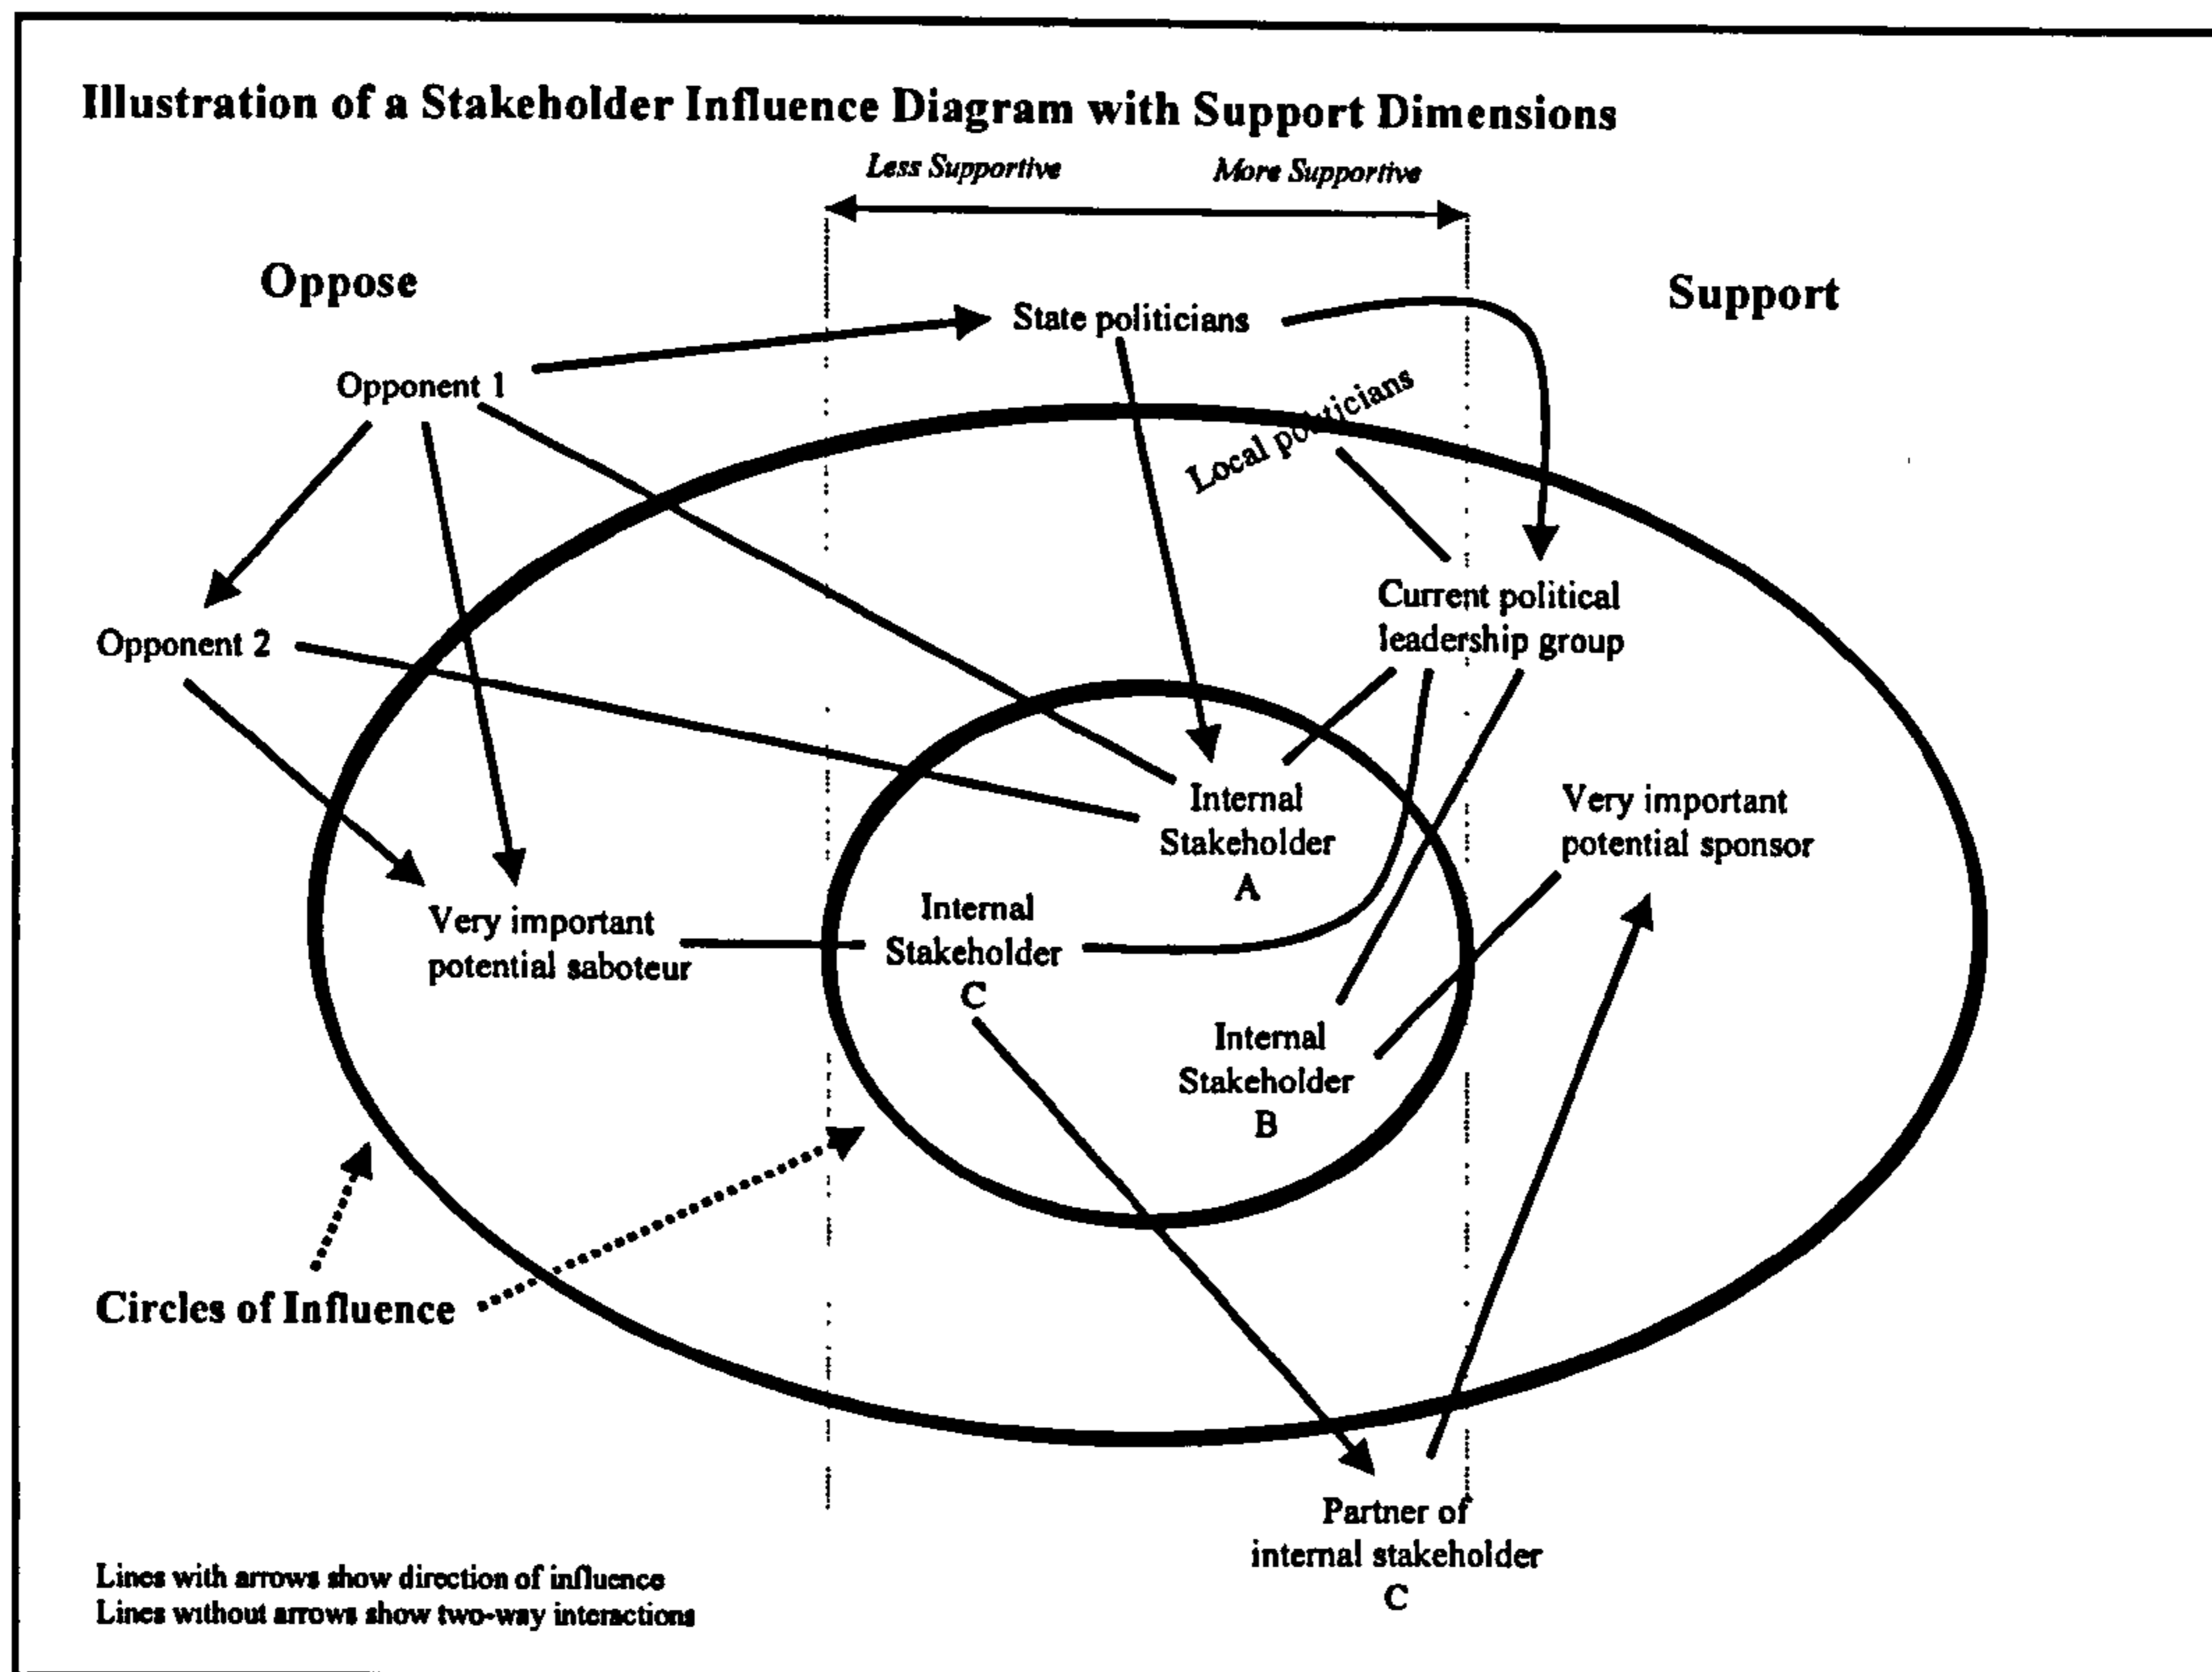 Illustration of a Stakeholder Influence Diagram with Support Dimensions
Less Supportive
More Supportive
Oppose
Support
State politicians
Opponent 1
Local politicians
Current political
leadership group
Opponent 2
Internal
Stakeholder
A
Very important
potential sponsor
Internal
Stakeholder
C
Very important
potential saboteur
Internal
Stakeholder
B
Circles of Influence
Partner of
internal stakeholder
C
Lines with arrows show direction of influence
Lines without arrows show two-way interactions